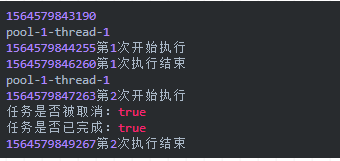 1564579843190
pool-1-thread-1
1564579844255第1次开始执行
1564579846260第1次执行结束
pool-1-thread-1
1564579847263第2次开始执行
任务是否被取消: true
任务是否已完成: true
1564579849267第2次执行结束